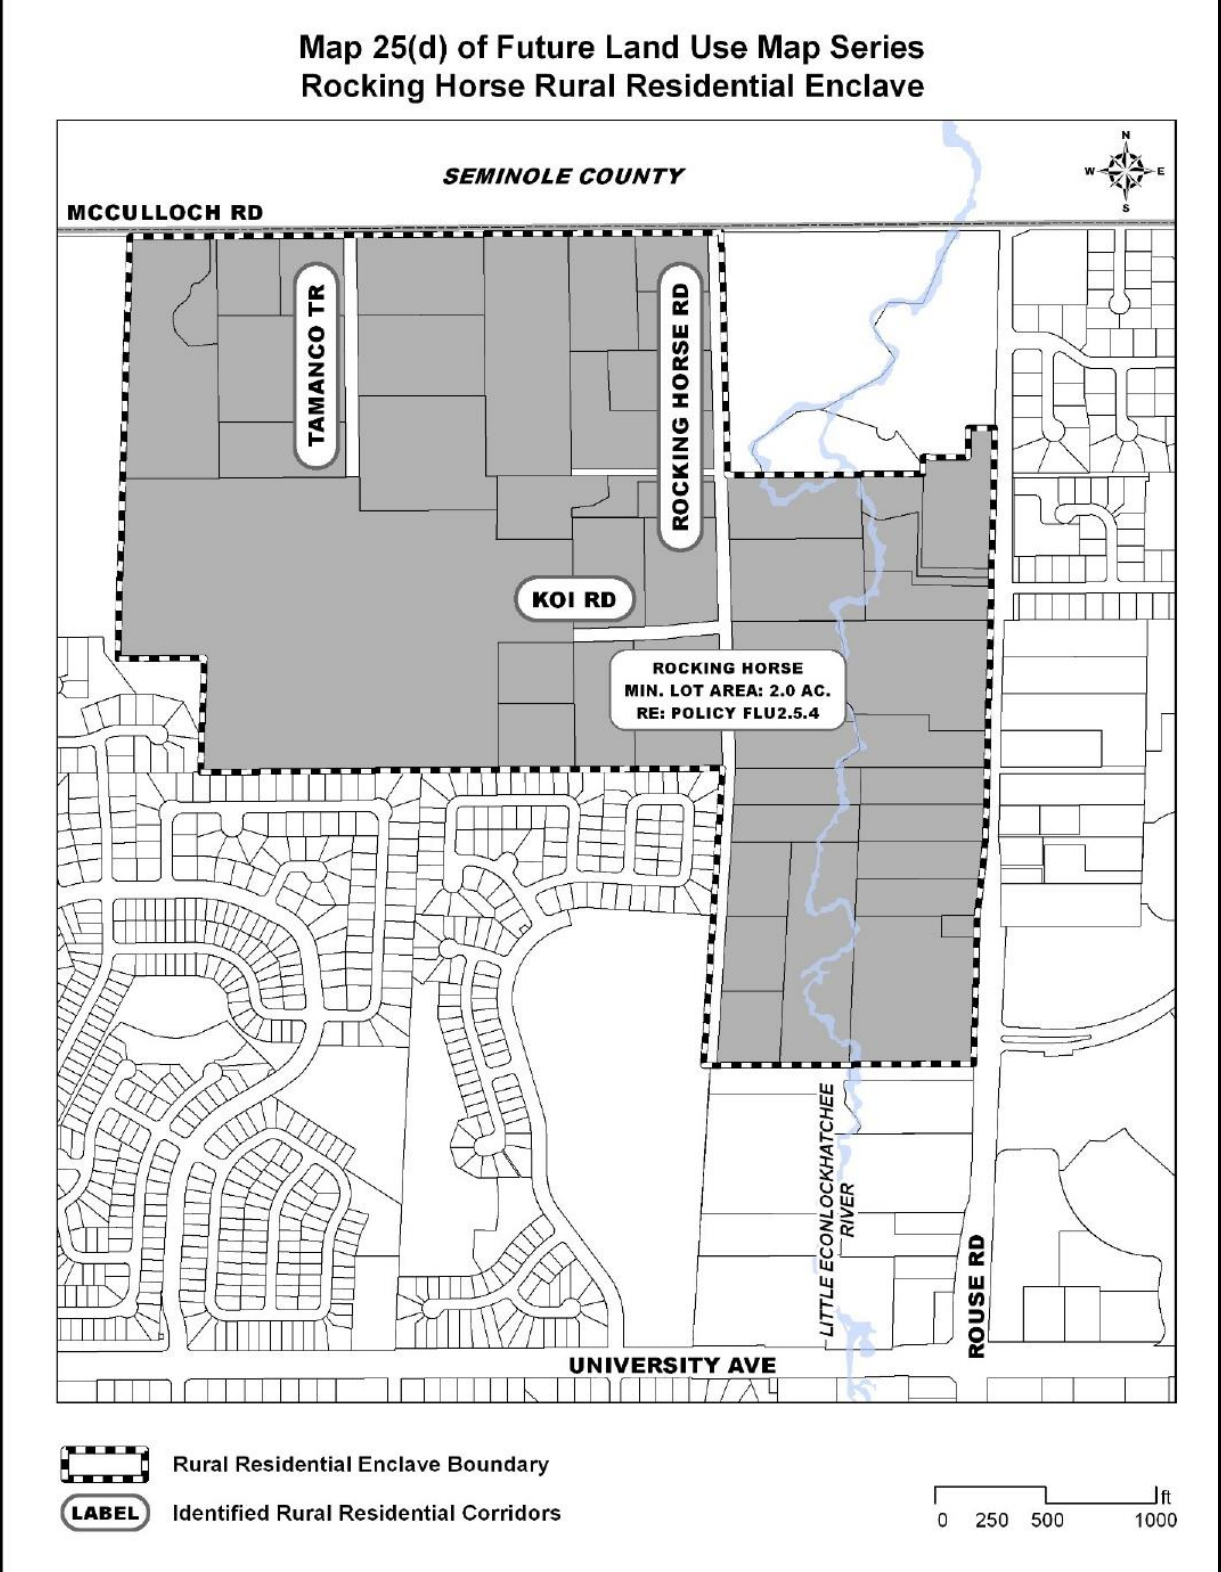 Map 25(d) of Future Land Use Map Series
Rocking Horse Rural Residential Enclave
N
W E
S
SEMINOLE COUNTY
MCCULLOCH RD
TAMANCO TR
ROCKING HORSE RD
KOI RD
ROCKING HORSE
MIN. LOT AREA: 2.0 AC.
RE: POLICY FLU2.5.4
LITTLE ECONLOCKHATCHEE
RIVER
ROUSE RD
UNIVERSITY AVE
Rural Residential Enclave Boundary
LABEL Identified Rural Residential Corridors
ft
0 250 500 1000